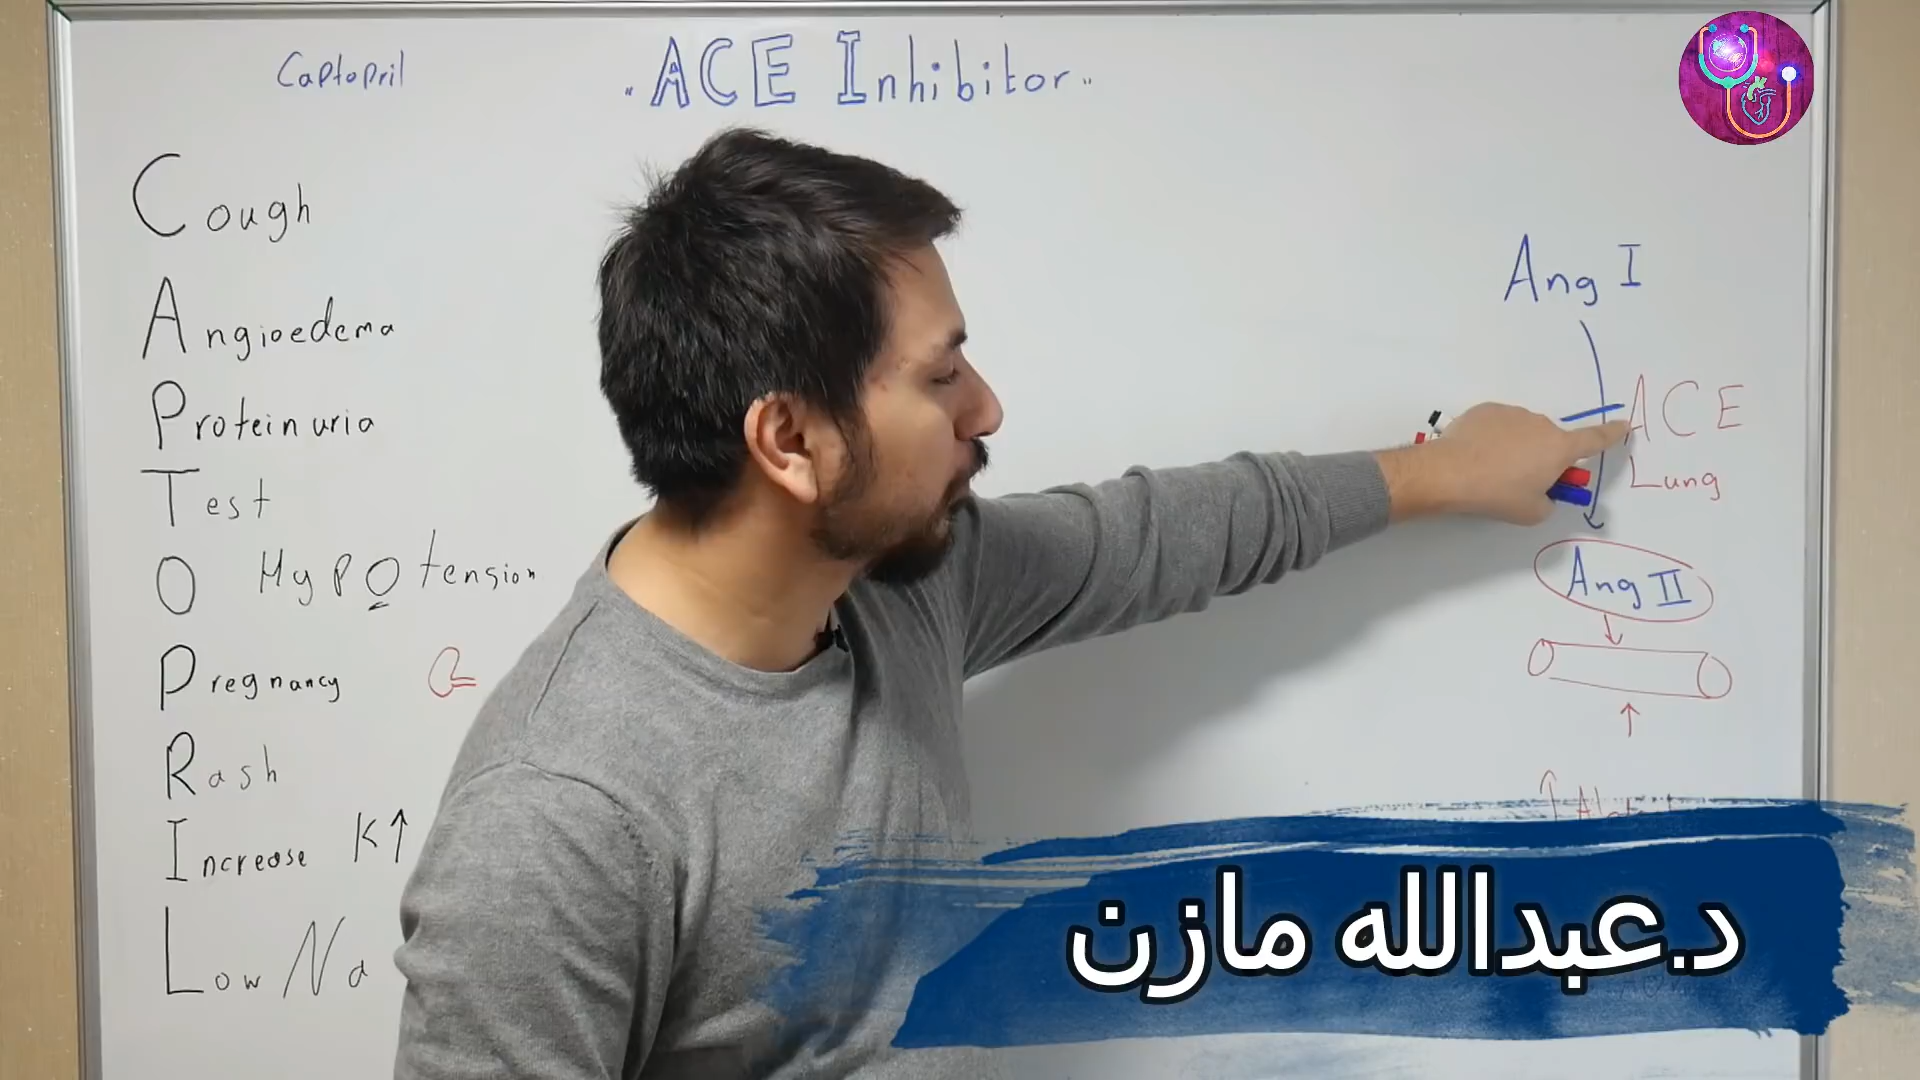 Captopril
"ACE Inhibitor"
Cough
Angioedema
Proteinuria
Test
O HypOtension
Pregnancy
Rash
Increase K↑
Low Na
Ang I
ACE
Lung
Ang II
د.عبدالله مازن